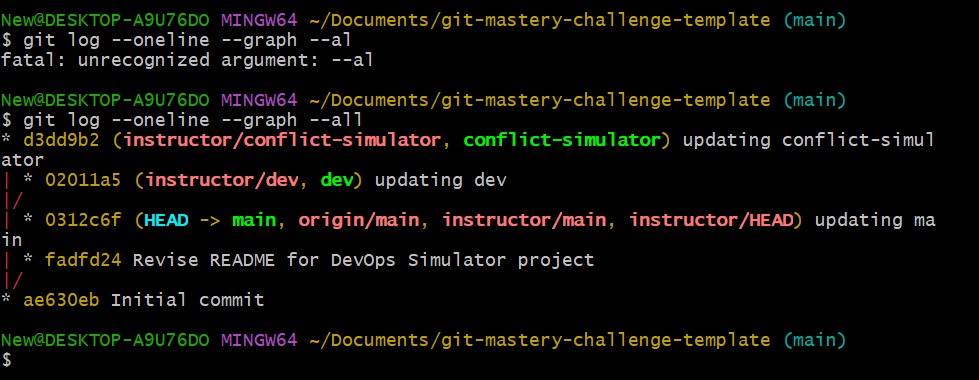 New@DESKTOP-A9U76DO MINGW64 ~/Documents/git-mastery-challenge-template (main)
$ git log --oneline --graph --al
fatal: unrecognized argument: --al

New@DESKTOP-A9U76DO MINGW64 ~/Documents/git-mastery-challenge-template (main)
$ git log --oneline --graph --all
* d3dd9b2 (instructor/conflict-simulator, conflict-simulator) updating conflict-simul
ator
| * 02011a5 (instructor/dev, dev) updating dev
|/
| * 0312c6f (HEAD -> main, origin/main, instructor/main, instructor/HEAD) updating ma
in
| * fadfd24 Revise README for DevOps Simulator project
|/
* ae630eb Initial commit

New@DESKTOP-A9U76DO MINGW64 ~/Documents/git-mastery-challenge-template (main)
$